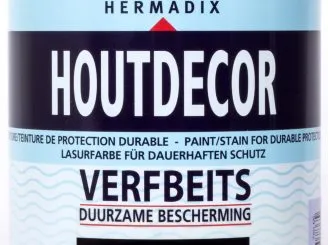 HERMADIX
HOUTDECOR
TEINTURE DE PROTECTION DURABLE - PAINT/STAIN FOR DURABLE
LASURFARBE FÜR DAUERHAFTEN SCHUTZ
VERFBEITS
DUURZAME BESCHERMING